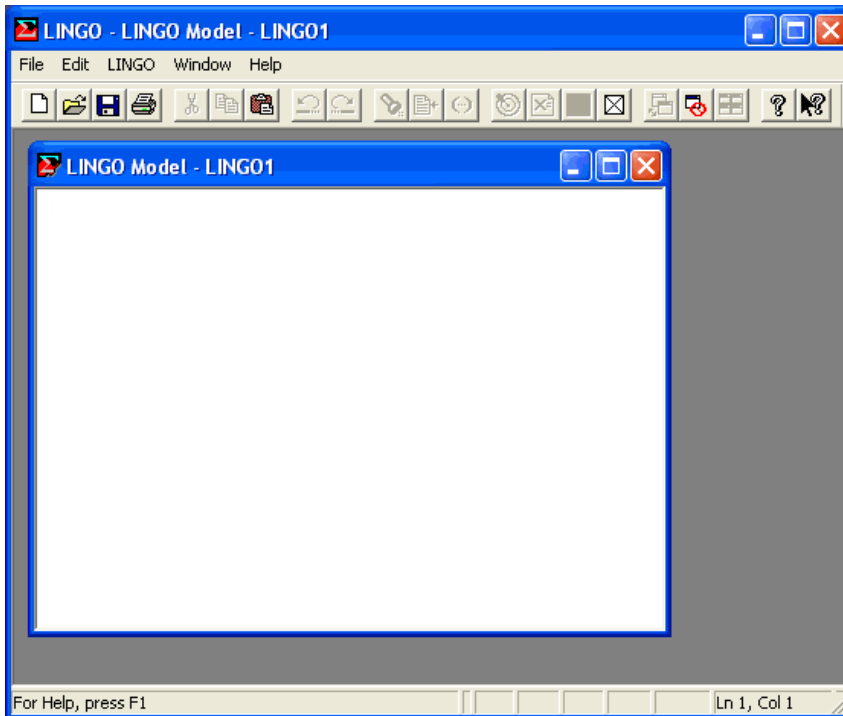 LINGO - LINGO Model - LINGO1
File Edit LINGO Window Help
LINGO Model - LINGO1
For Help, press F1
Ln 1, Col 1